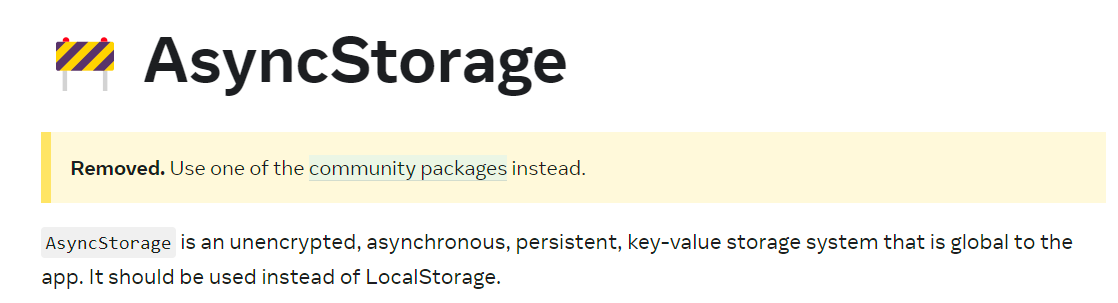 AsyncStorage
Removed. Use one of the community packages instead.
AsyncStorage is an unencrypted, asynchronous, persistent, key-value storage system that is global to the
app. It should be used instead of LocalStorage.